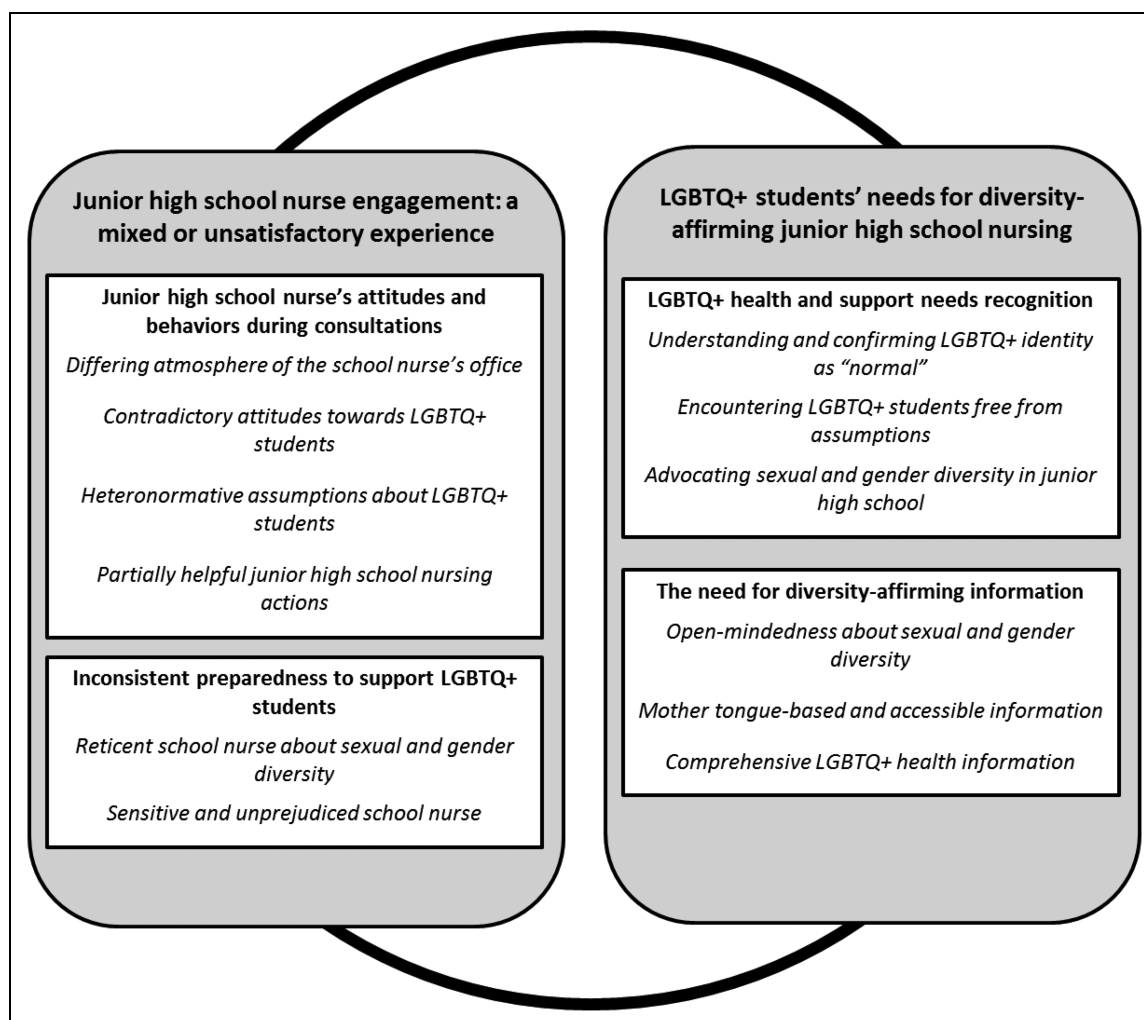 Junior high school nurse engagement: a
mixed or unsatisfactory experience
Junior high school nurse's attitudes and
behaviors during consultations
Differing atmosphere of the school nurse's office
Contradictory attitudes towards LGBTQ+
students
Heteronormative assumptions about LGBTQ+
students
Partially helpful junior high school nursing
actions
Inconsistent preparedness to support LGBTQ+
students
Reticent school nurse about sexual and gender
diversity
Sensitive and unprejudiced school nurse
LGBTQ+ students' needs for diversity-
affirming junior high school nursing
LGBTQ+ health and support needs recognition
Understanding and confirming LGBTQ+ identity
as "normal"
Encountering LGBTQ+ students free from
assumptions
Advocating sexual and gender diversity in junior
high school
The need for diversity-affirming information
Open-mindedness about sexual and gender
diversity
Mother tongue-based and accessible information
Comprehensive LGBTQ+ health information